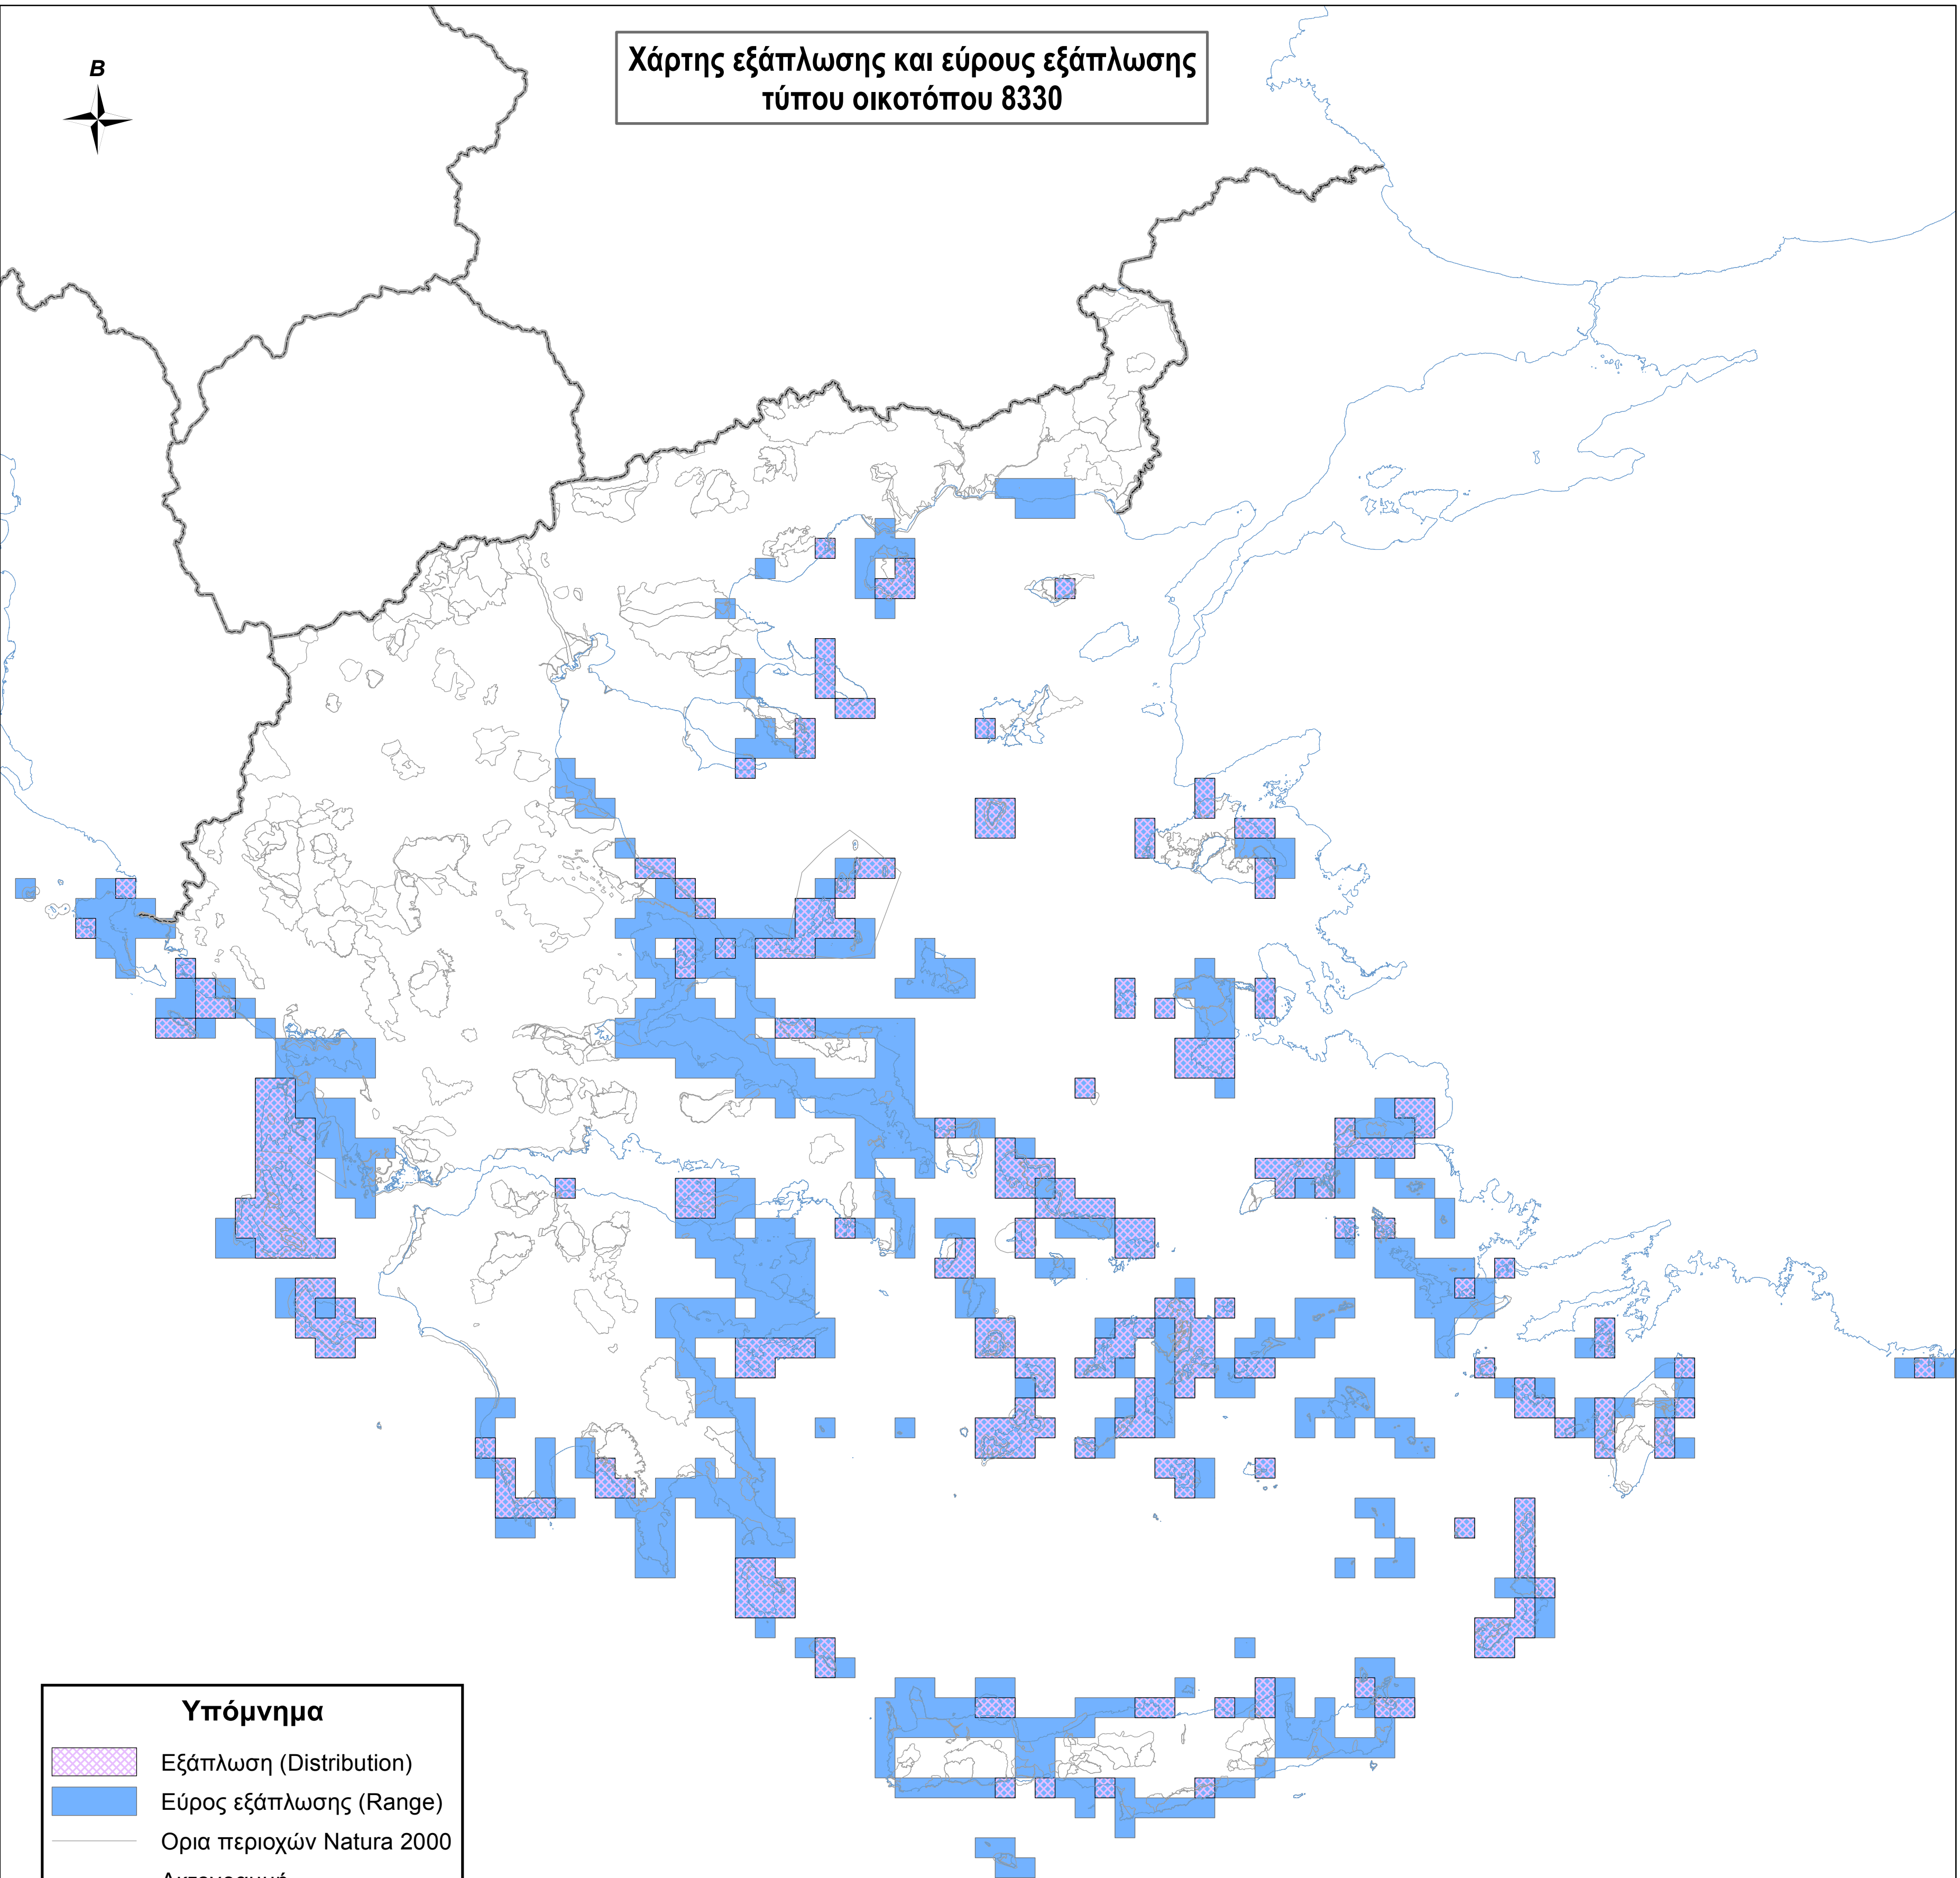 Χάρτης εξάπλωσης και εύρους εξάπλωσης
τύπου οικοτόπου 8330
Β
Υπόμνημα
Εξάπλωση (Distribution)
Εύρος εξάπλωσης (Range)
Ορια περιοχών Natura 2000